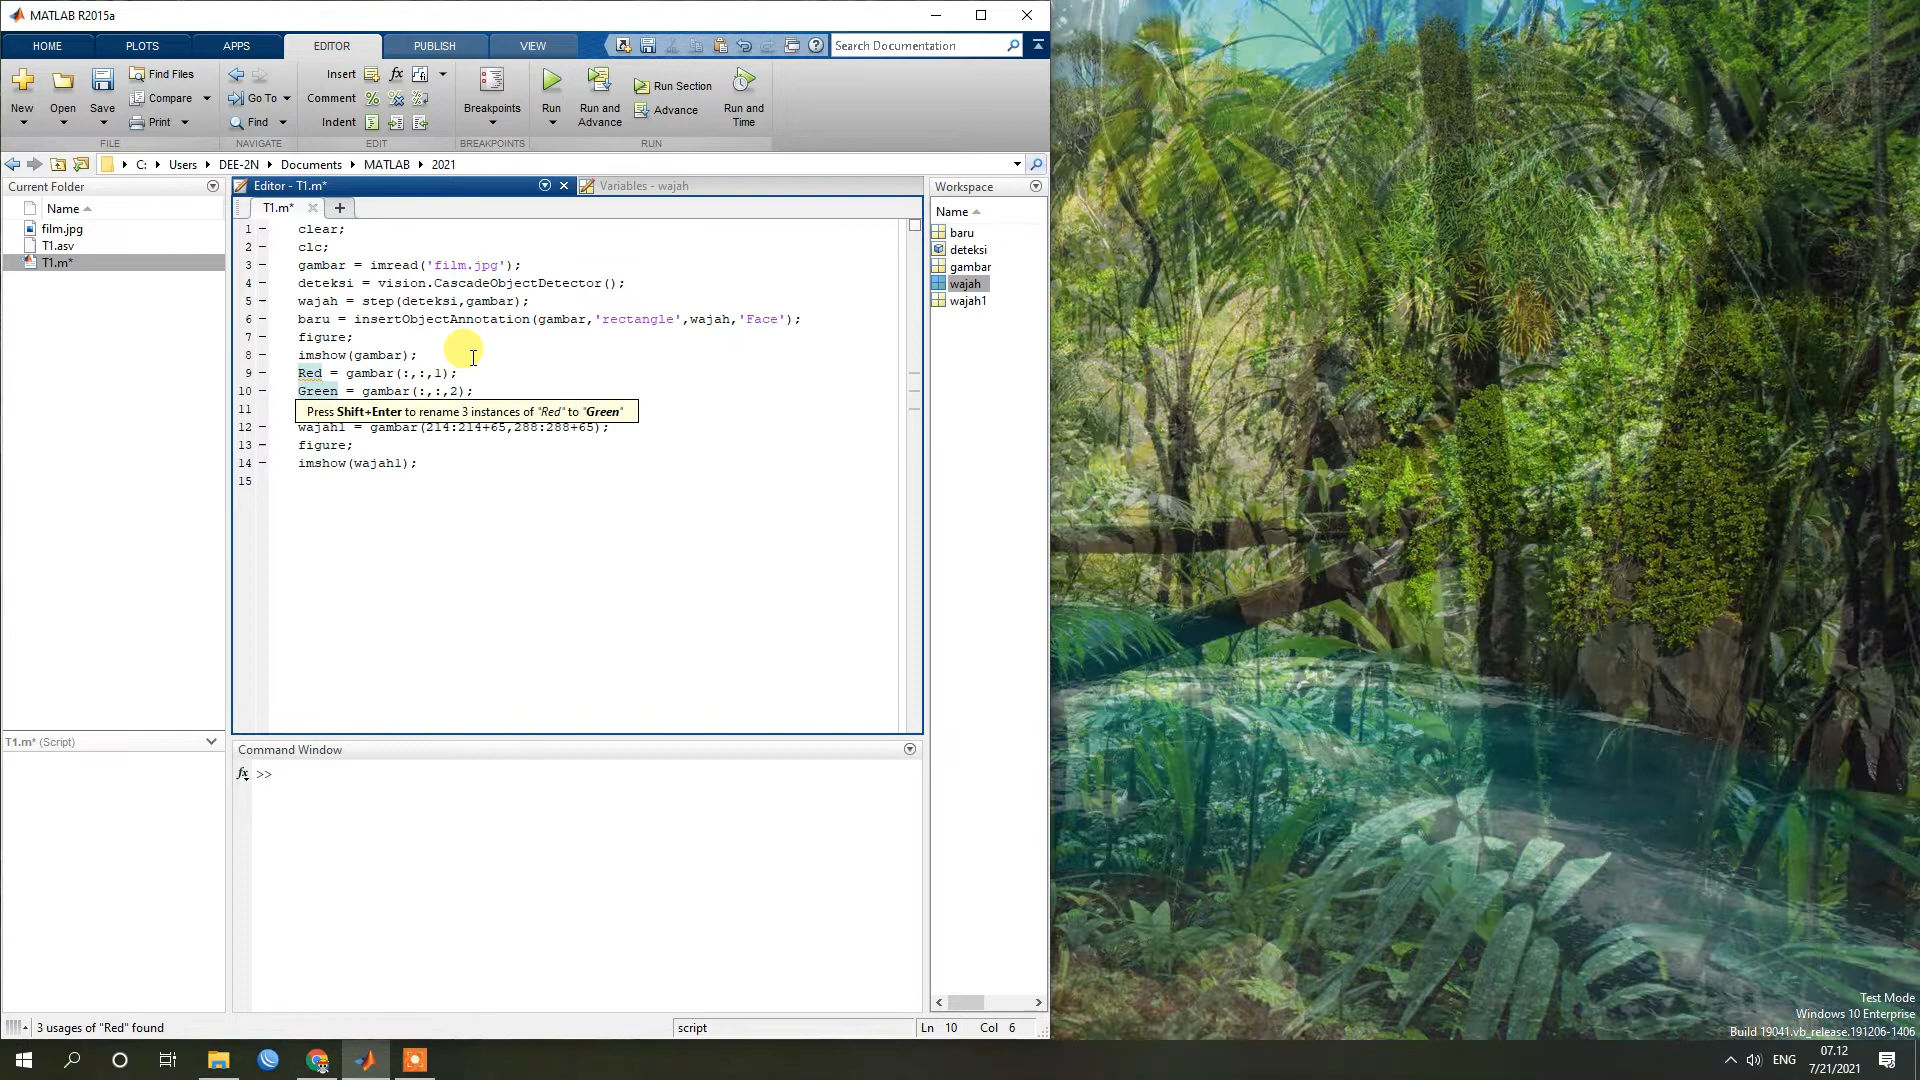 MATLAB R2015a
HOME PLOTS APPS EDITOR PUBLISH VIEW Search Documentation
New Open Save Find Files Compare Print
FILE
Go To Find
NAVIGATE
Insert fx
Comment
Indent
EDIT
Breakpoints
BREAKPOINTS
Run Run and Advance Run Section Advance Run and Time
RUN
C: Users DEE-2N Documents MATLAB 2021
Current Folder
Name
film.jpg
T1.asv
T1.m*
T1.m* (Script)
Editor - T1.m* Variables - wajah
T1.m*
1 clear;
2 clc;
3 gambar = imread('film.jpg');
4 deteksi = vision.CascadeObjectDetector();
5 wajah = step(deteksi,gambar);
6 baru = insertObjectAnnotation(gambar,'rectangle',wajah,'Face');
7 figure;
8 imshow(gambar);
9 Red = gambar(:,:,1);
10 Green = gambar(:,:,2);
11
Press Shift+Enter to rename 3 instances of "Red" to "Green"
12 wajah1 = gambar(214:214+65,288:288+65);
13 figure;
14 imshow(wajah1);
15
Command Window
fx >>
Workspace
Name
baru
deteksi
gambar
wajah
wajah1
3 usages of "Red" found
script
Ln 10 Col 6
Test Mode
Windows 10 Enterprise
Build 19041.vb_release.191206-1406
ENG
07.12
7/21/2021